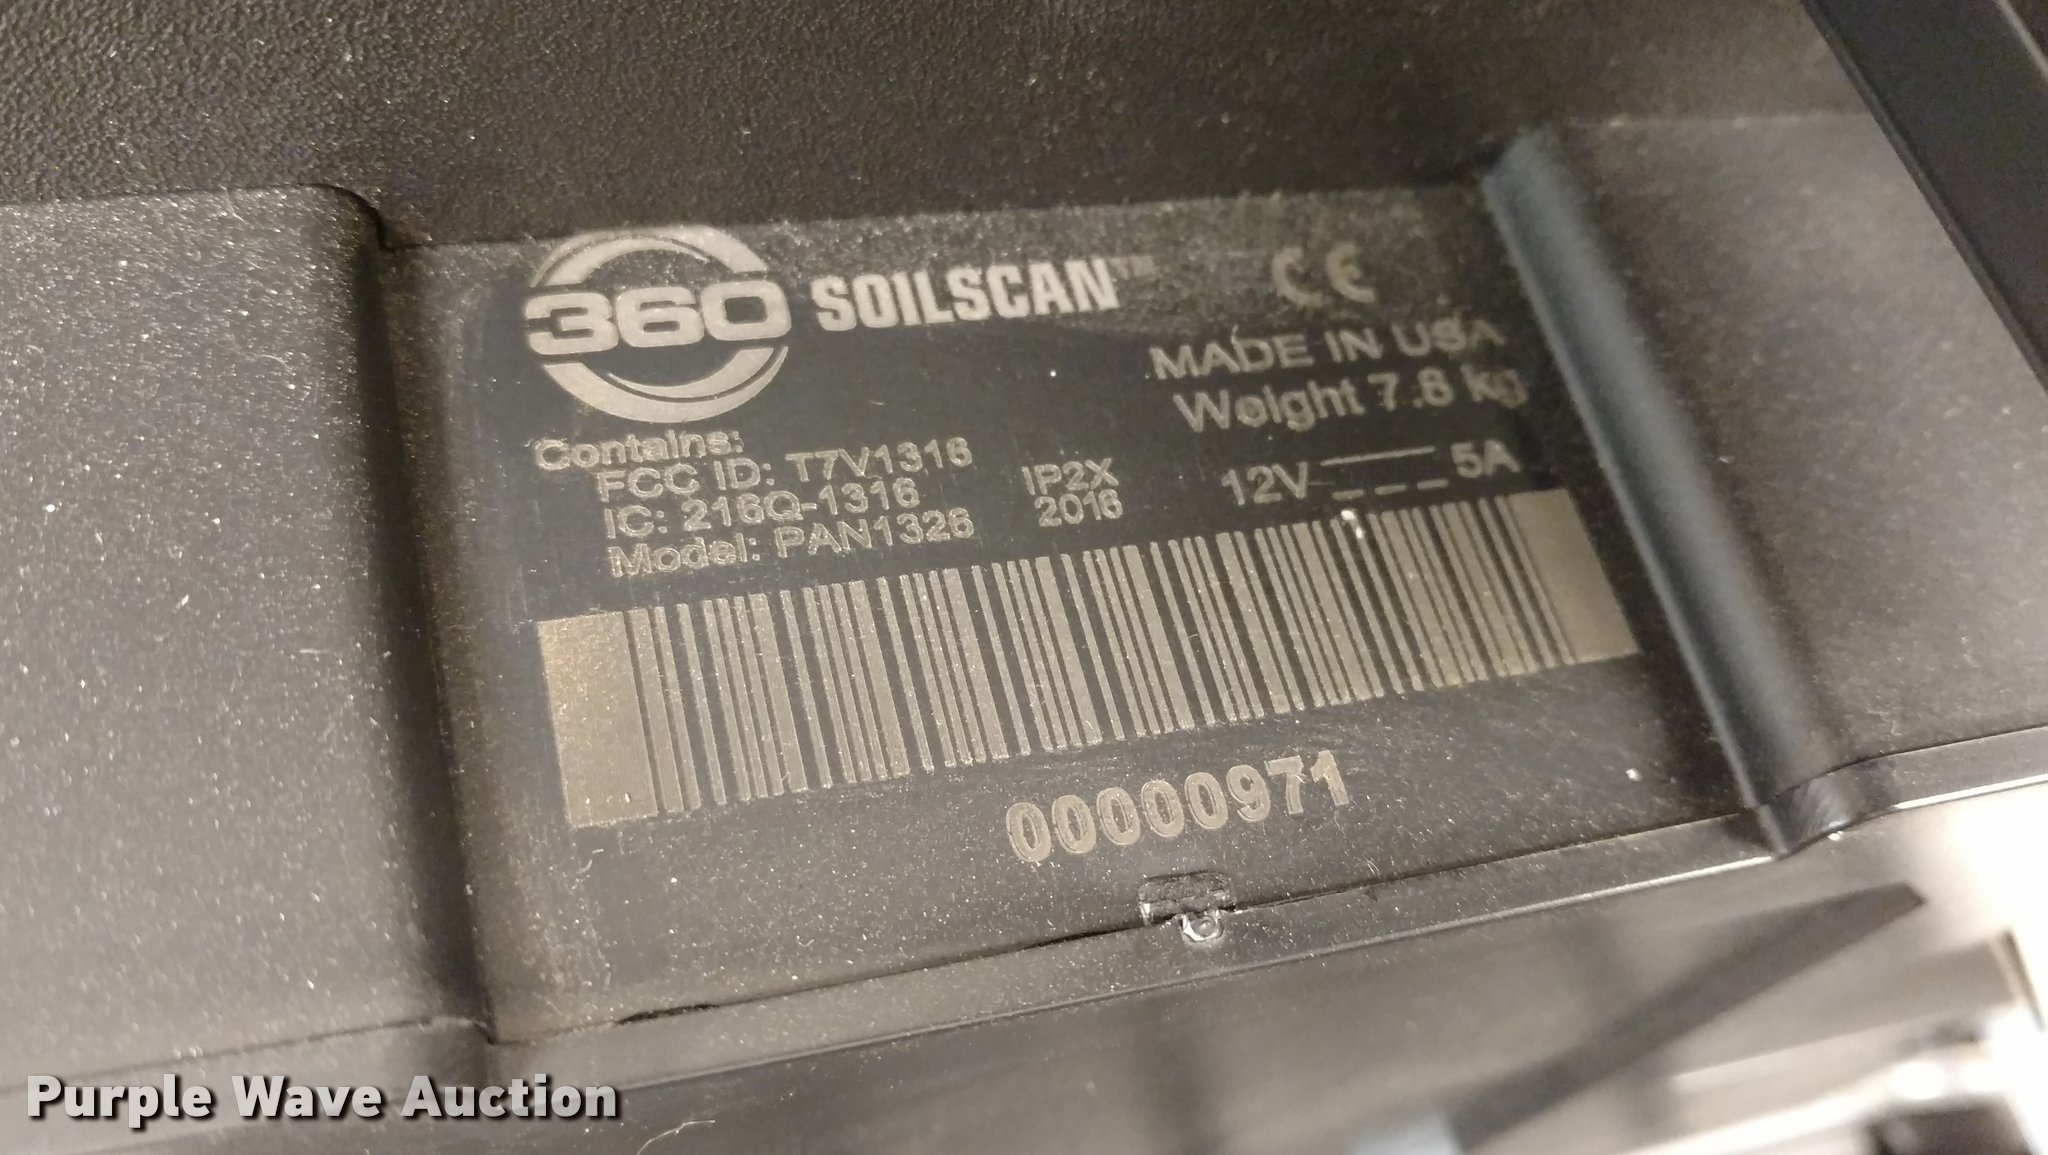 360 SOILSCAN™ CE
MADE IN USA
Weight 7.8 kg
Contains:
FCC ID: T7V1316
IC: 216Q-1316
Model: PAN1326
IP2X
2016
12V 5A
00000971
Purple Wave Auction